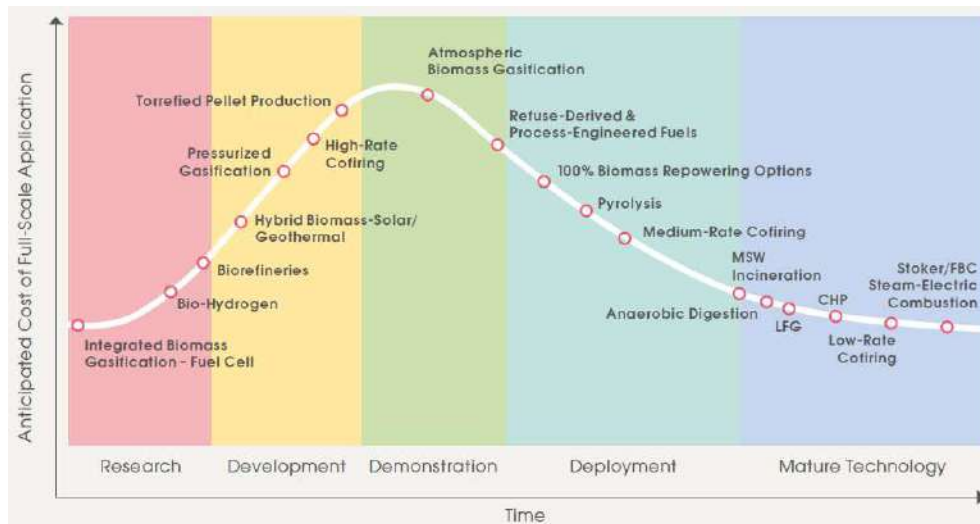 Anticipated Cost of Full-Scale Application
Atmospheric
Biomass Gasification
Torrefied Pellet Production
Refuse-Derived &
Process-Engineered Fuels
High-Rate
Cofiring
Pressurized
Gasification
100% Biomass Repowering Options
Pyrolysis
Hybrid Biomass-Solar/
Geothermal
Medium-Rate Cofiring
Biorefineries
MSW
Incineration
Stoker/FBC
Steam-Electric
Combustion
Bio-Hydrogen
CHP
Anaerobic Digestion
LFG
Low-Rate
Cofiring
Integrated Biomass
Gasification - Fuel Cell
Research
Development
Demonstration
Deployment
Mature Technology
Time